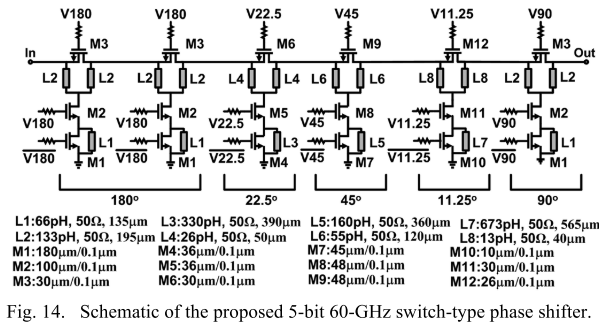 V180 V180 V22.5 V45 V11.25 V90
In M3 M3 M6 M9 M12 M3 Out
L2 L2 L2 L2 L4 L4 L6 L6 L8 L8 L2 L2
M2 M2 M5 M8 M11 M2
V180 V180 V22.5 V45 V11.25 V90
L1 L1 L3 L5 L7 L1
V180 V180 V22.5 V45 V11.25 V90
M1 M1 M4 M7 M10 M1
180° 22.5° 45° 11.25° 90°
L1:66pH, 50Ω, 135μm L3:330pH, 50Ω, 390μm L5:160pH, 50Ω, 360μm L7:673pH, 50Ω, 565μm
L2:133pH, 50Ω, 195μm L4:26pH, 50Ω, 50μm L6:55pH, 50Ω, 120μm L8:13pH, 50Ω, 40μm
M1:180μm/0.1μm M4:36μm/0.1μm M7:45μm/0.1μm M10:10μm/0.1μm
M2:100μm/0.1μm M5:36μm/0.1μm M8:48μm/0.1μm M11:30μm/0.1μm
M3:30μm/0.1μm M6:30μm/0.1μm M9:48μm/0.1μm M12:26μm/0.1μm
Fig. 14. Schematic of the proposed 5-bit 60-GHz switch-type phase shifter.